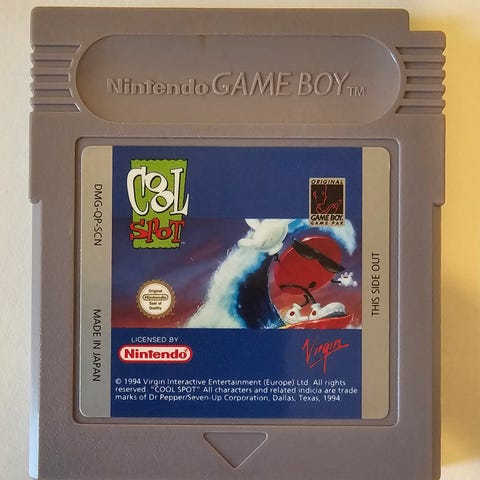 Nintendo GAME BOY TM
COOL
SPOT
ORIGINAL
GAME BOY
GAME PAK
DMG-QP-SCN
MADE IN JAPAN
THIS SIDE OUT
Original
Nintendo
Seal of
Quality
LICENSED BY
Nintendo
Virgin
© 1994 Virgin Interactive Entertainment (Europe) Ltd. All rights
reserved. "COOL SPOT" All characters and related indicia are trade
marks of Dr Pepper/Seven-Up Corporation, Dallas, Texas, 1994.